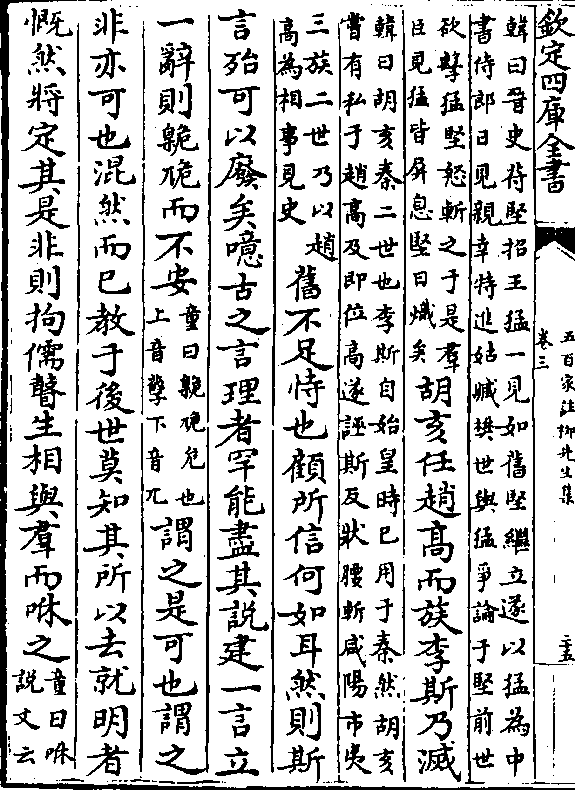 欽定四庫全書
五百家注柳先生集
卷三
三五
韓曰晉史苻堅招王猛一見如舊堅繼立遂以猛為中
書侍郎日見親幸特進姑臧樊世與猛爭論于堅前世
欲擊猛堅怒斬之于是羣
臣見猛皆屏息堅曰熾矣
胡亥任趙高而族李斯乃滅
韓曰胡亥秦二世也李斯自始皇時已用于秦然胡亥
嘗有私于趙高及即位高遂誣斯反狀腰斬咸陽市夷
三族二世乃以趙
高為相事見史
舊不足恃也顧所信何如耳然則斯
言殆可以廢矣噫古之言理者罕能盡其説建一言立
一辭則臲卼而不安
童曰臲卼危也
上音孽下音兀
謂之是可也謂之
非亦可也混然而已教于後世莫知其所以去就明者
慨然將定其是非則拘儒瞽生相與羣而咻之
童曰咻
説文云